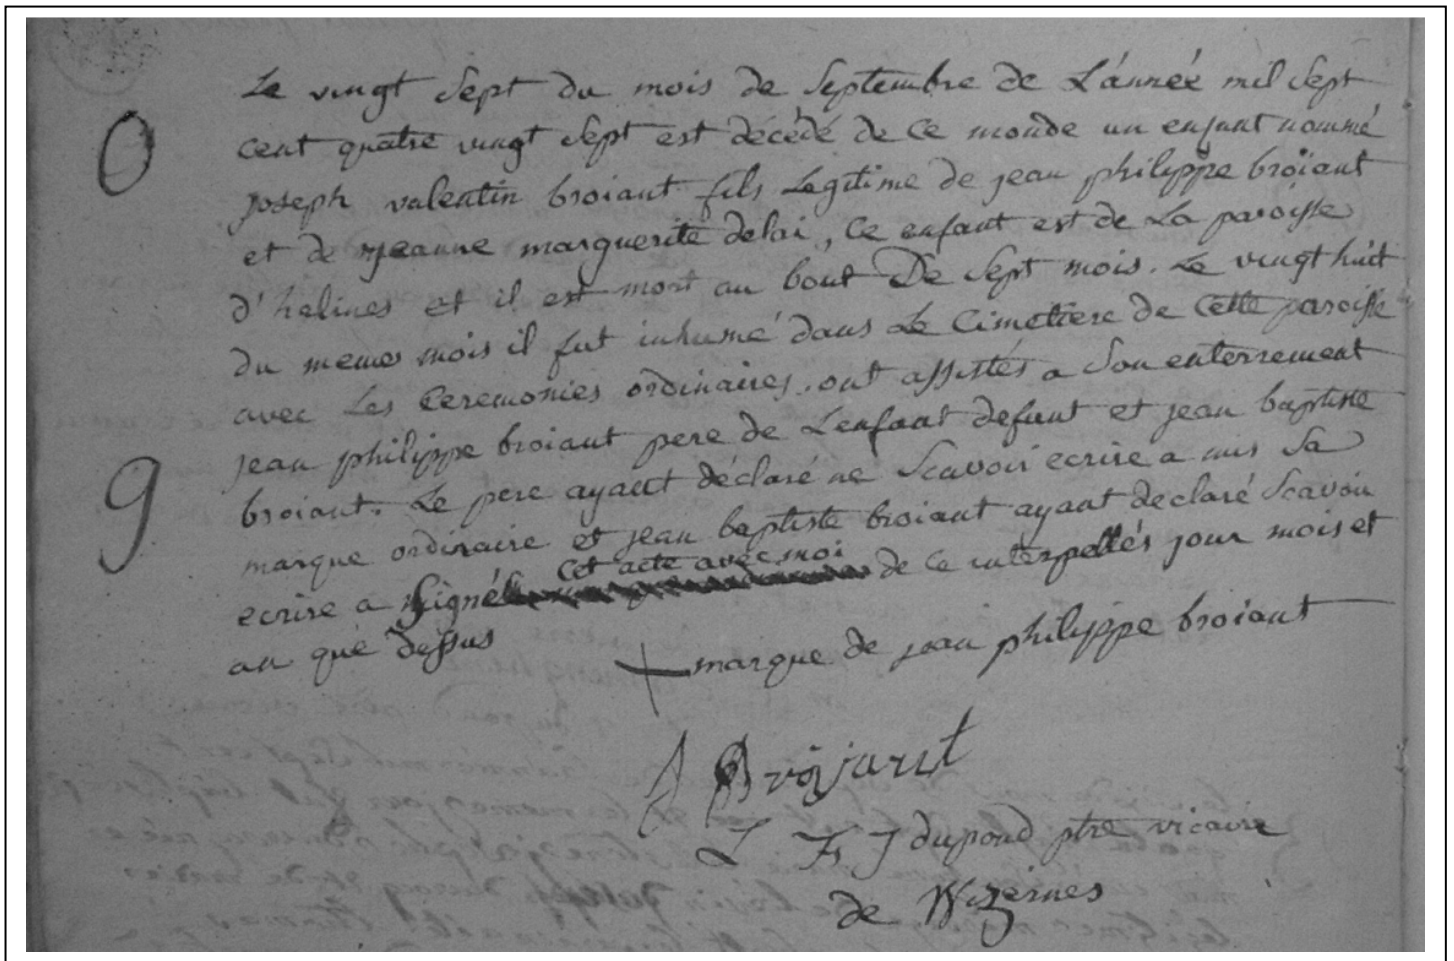 Le vingt sept du mois de septembre de L'année mil sept
cent quatre vingt sept est décédé de ce monde un enfant nommé
joseph valentin broiant fils Legitime de jean philippe broïant
et de jeanne marguerite delai, ce enfant est de La paroisse
d'helines et il est mort au bout De sept mois. Le vingt huit
du meme mois il fut inhumé dans Le Cimetiere de cette paroisse
avec Les Ceremonies ordinaires. ont assistés a son enterrement
jean philippe broiant pere de L'enfant defunt et jean baptiste
broiant. Le pere ayant déclaré ne scavoir ecrire a mis sa
marque ordinaire et jean baptiste broiant ayant declaré scavoir
ecrire a signé cet acte avec moi de ce interpellés jour mois et
an que dessus
marque de jean philippe broiant
J Broÿant
L F J dupond ptre vicaire
de Wizernes
0
9